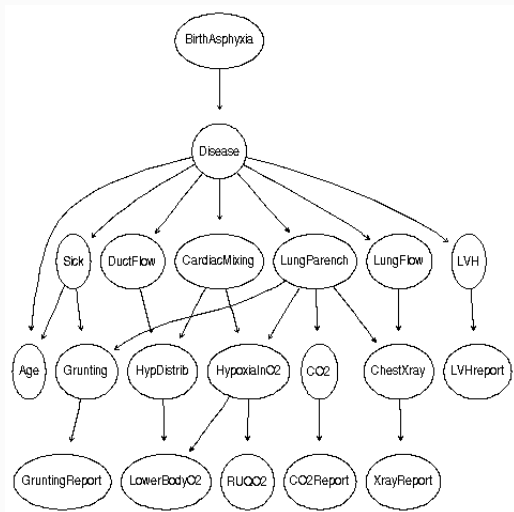 BirthAsphyxia
Disease
Sick DuctFlow CardiacMixing LungParench LungFlow LVH
Age Grunting HypDistrib HypoxiaInO2 CO2 ChestXray LVHreport
GruntingReport LowerBodyO2 RUQO2 CO2Report XrayReport